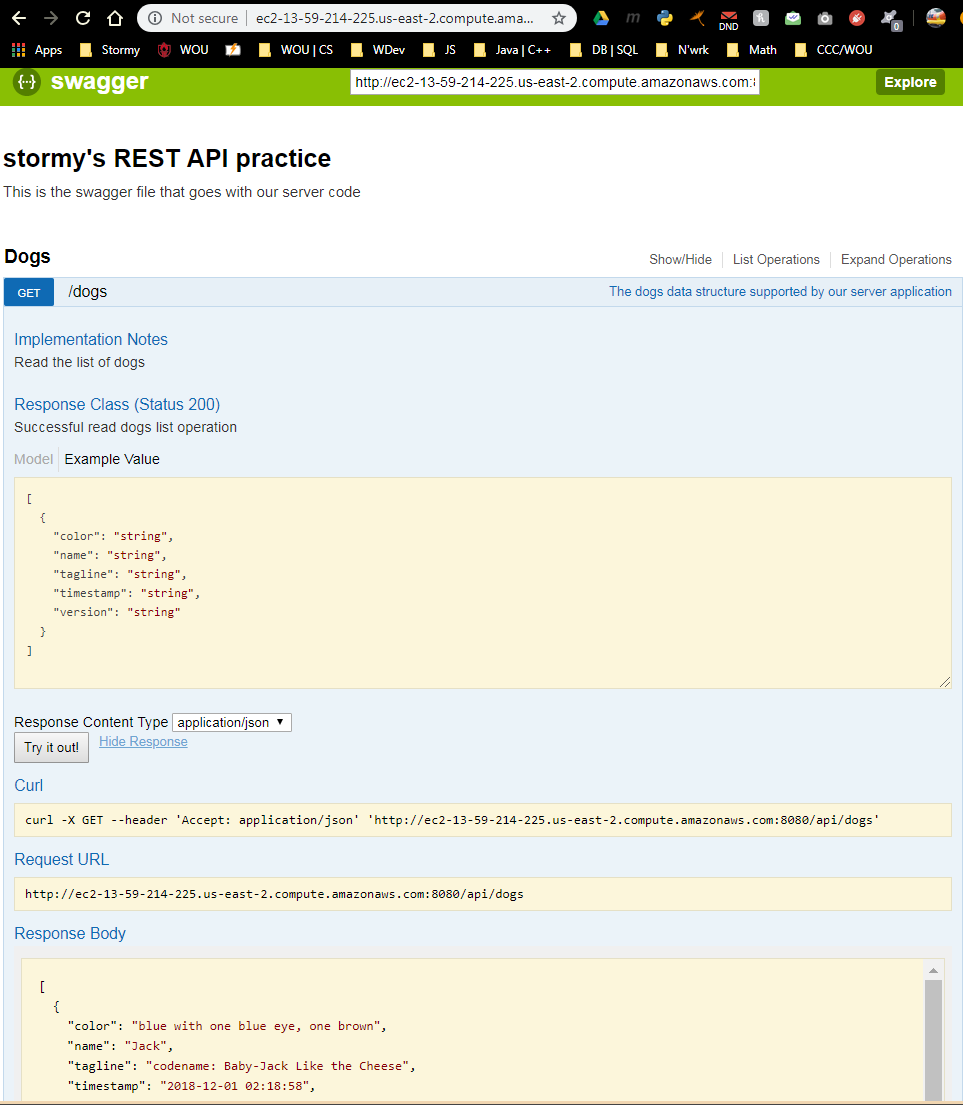 Not secure ec2-13-59-214-225.us-east-2.compute.ama...
DND
0
Apps Stormy WOU WOU | CS WDev JS Java | C++ DB | SQL N'wrk Math CCC/WOU
{···} swagger http://ec2-13-59-214-225.us-east-2.compute.amazonaws.com: Explore
stormy's REST API practice
This is the swagger file that goes with our server code
Dogs Show/Hide List Operations Expand Operations
GET /dogs The dogs data structure supported by our server application
Implementation Notes
Read the list of dogs
Response Class (Status 200)
Successful read dogs list operation
Model Example Value
[
{
"color": "string",
"name": "string",
"tagline": "string",
"timestamp": "string",
"version": "string"
}
]
Response Content Type application/json
Try it out! Hide Response
Curl
curl -X GET --header 'Accept: application/json' 'http://ec2-13-59-214-225.us-east-2.compute.amazonaws.com:8080/api/dogs'
Request URL
http://ec2-13-59-214-225.us-east-2.compute.amazonaws.com:8080/api/dogs
Response Body
[
{
"color": "blue with one blue eye, one brown",
"name": "Jack",
"tagline": "codename: Baby-Jack Like the Cheese",
"timestamp": "2018-12-01 02:18:58",